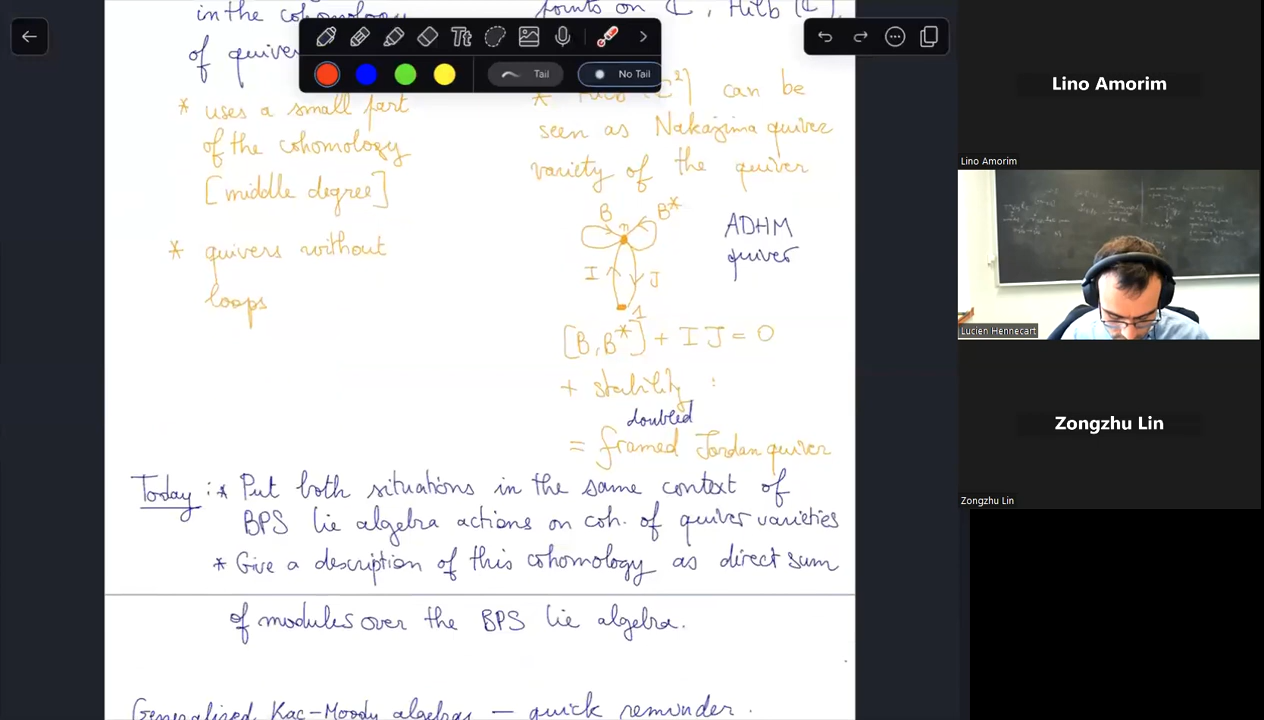 in the cohomology
of quiver
* uses a small part
of the cohomology
[middle degree]
* quivers without
loops
points on ℂ², Hilb (ℂ²),
can be
seen as Nakajima quiver
variety of the quiver
B B*
n
I J
1
ADHM
quiver
[B, B*] + IJ = 0
+ stability :
doubled
= framed Jordan quiver
Today : * Put both situations in the same context of
BPS lie algebra actions on coh. of quiver varieties
* Give a description of this cohomology as direct sum
of modules over the BPS lie algebra.
Generalized Kac-Moody algebras — quick reminder.
Tt
Tail
No Tail
Lino Amorim
Lino Amorim
Lucien Hennecart
Zongzhu Lin
Zongzhu Lin